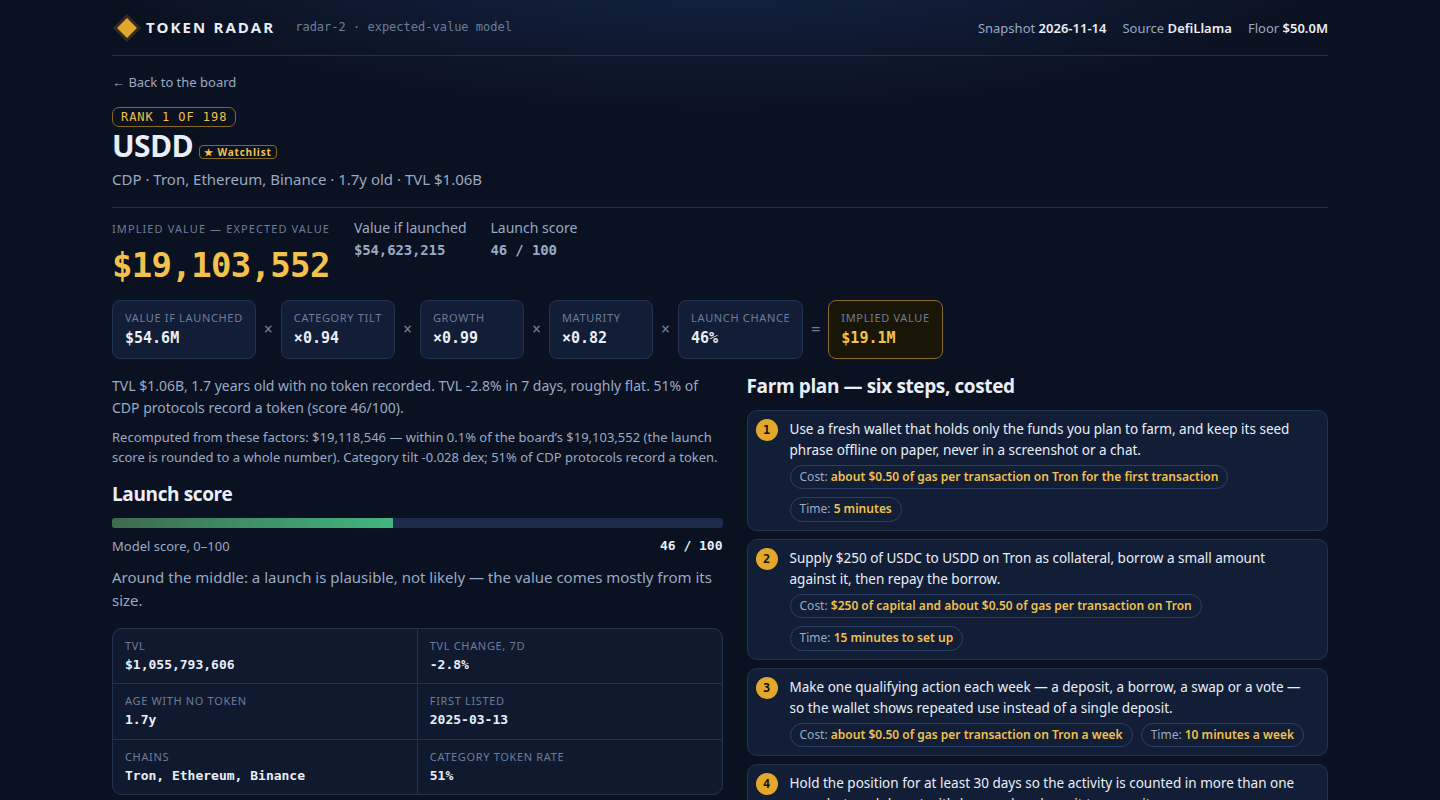 TOKEN RADAR
radar-2 · expected-value model
Snapshot 2026-11-14 Source DefiLlama Floor $50.0M
← Back to the board
RANK 1 OF 198
USDD ★ Watchlist
CDP · Tron, Ethereum, Binance · 1.7y old · TVL $1.06B
IMPLIED VALUE — EXPECTED VALUE
$19,103,552
Value if launched
$54,623,215
Launch score
46 / 100
VALUE IF LAUNCHED
$54.6M
×
CATEGORY TILT
×0.94
×
GROWTH
×0.99
×
MATURITY
×0.82
×
LAUNCH CHANCE
46%
=
IMPLIED VALUE
$19.1M
TVL $1.06B, 1.7 years old with no token recorded. TVL -2.8% in 7 days, roughly flat. 51% of
CDP protocols record a token (score 46/100).
Recomputed from these factors: $19,118,546 — within 0.1% of the board’s $19,103,552 (the launch
score is rounded to a whole number). Category tilt -0.028 dex; 51% of CDP protocols record a token.
Launch score
Model score, 0–100
46 / 100
Around the middle: a launch is plausible, not likely — the value comes mostly from its
size.
TVL
$1,055,793,606
TVL CHANGE, 7D
-2.8%
AGE WITH NO TOKEN
1.7y
FIRST LISTED
2025-03-13
CHAINS
Tron, Ethereum, Binance
CATEGORY TOKEN RATE
51%
Farm plan — six steps, costed
1
Use a fresh wallet that holds only the funds you plan to farm, and keep its seed
phrase offline on paper, never in a screenshot or a chat.
Cost: about $0.50 of gas per transaction on Tron for the first transaction
Time: 5 minutes
2
Supply $250 of USDC to USDD on Tron as collateral, borrow a small amount
against it, then repay the borrow.
Cost: $250 of capital and about $0.50 of gas per transaction on Tron
Time: 15 minutes to set up
3
Make one qualifying action each week — a deposit, a borrow, a swap or a vote —
so the wallet shows repeated use instead of a single deposit.
Cost: about $0.50 of gas per transaction on Tron a week
Time: 10 minutes a week
4
Hold the position for at least 30 days so the activity is counted in more than one